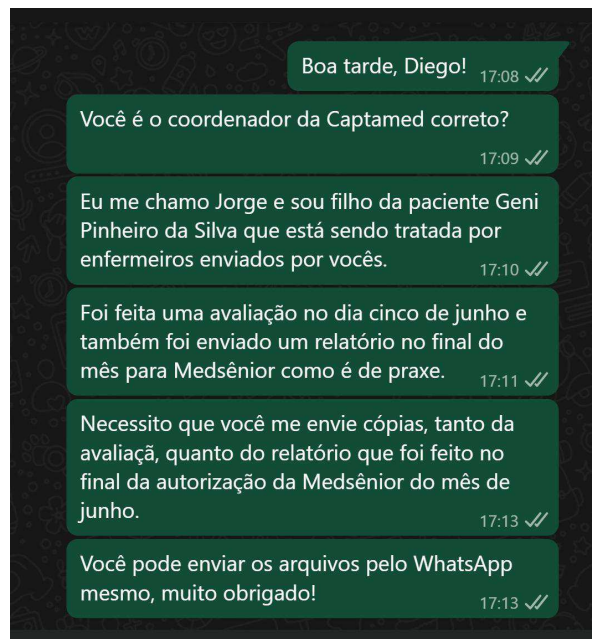 Boa tarde, Diego! 17:08
Você é o coordenador da Captamed correto?
17:09
Eu me chamo Jorge e sou filho da paciente Geni
Pinheiro da Silva que está sendo tratada por
enfermeiros enviados por vocês. 17:10
Foi feita uma avaliação no dia cinco de junho e
também foi enviado um relatório no final do
mês para Medsênior como é de praxe. 17:11
Necessito que você me envie cópias, tanto da
avaliaçã, quanto do relatório que foi feito no
final da autorização da Medsênior do mês de
junho. 17:13
Você pode enviar os arquivos pelo WhatsApp
mesmo, muito obrigado! 17:13